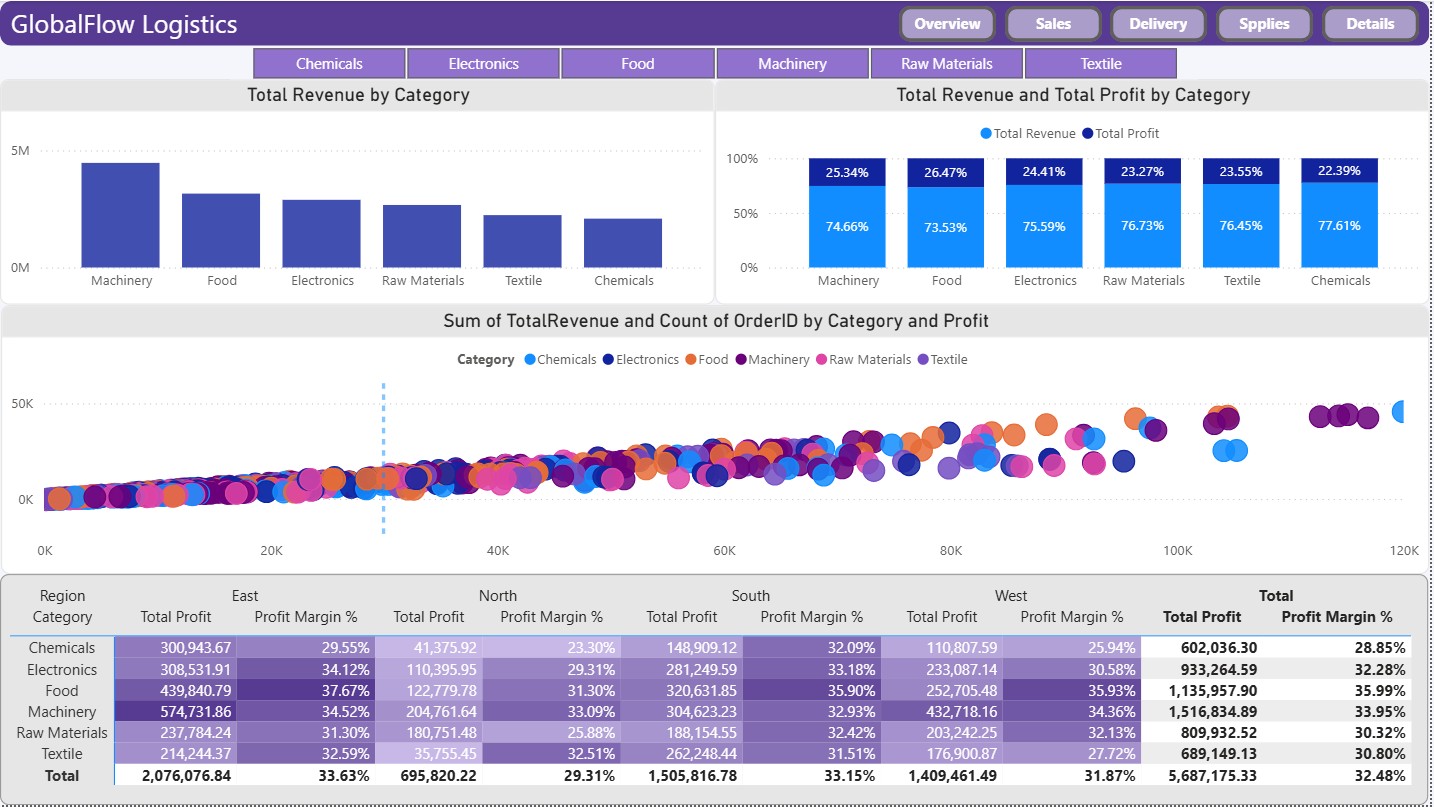 GlobalFlow Logistics
Overview Sales Delivery Spplies Details
Chemicals Electronics Food Machinery Raw Materials Textile
Total Revenue by Category
5M
0M
Machinery Food Electronics Raw Materials Textile Chemicals
Total Revenue and Total Profit by Category
Total Revenue Total Profit
100%
50%
0%
25.34% 26.47% 24.41% 23.27% 23.55% 22.39%
74.66% 73.53% 75.59% 76.73% 76.45% 77.61%
Machinery Food Electronics Raw Materials Textile Chemicals
Sum of TotalRevenue and Count of OrderID by Category and Profit
Category Chemicals Electronics Food Machinery Raw Materials Textile
50K
0K
0K 20K 40K 60K 80K 100K 120K
Region East North South West Total
Category Total Profit Profit Margin % Total Profit Profit Margin % Total Profit Profit Margin % Total Profit Profit Margin % Total Profit Profit Margin %
Chemicals 300,943.67 29.55% 41,375.92 23.30% 148,909.12 32.09% 110,807.59 25.94% 602,036.30 28.85%
Electronics 308,531.91 34.12% 110,395.95 29.31% 281,249.59 33.18% 233,087.14 30.58% 933,264.59 32.28%
Food 439,840.79 37.67% 122,779.78 31.30% 320,631.85 35.90% 252,705.48 35.93% 1,135,957.90 35.99%
Machinery 574,731.86 34.52% 204,761.64 33.09% 304,623.23 32.93% 432,718.16 34.36% 1,516,834.89 33.95%
Raw Materials 237,784.24 31.30% 180,751.48 25.88% 188,154.55 32.42% 203,242.25 32.13% 809,932.52 30.32%
Textile 214,244.37 32.59% 35,755.45 32.51% 262,248.44 31.51% 176,900.87 27.72% 689,149.13 30.80%
Total 2,076,076.84 33.63% 695,820.22 29.31% 1,505,816.78 33.15% 1,409,461.49 31.87% 5,687,175.33 32.48%